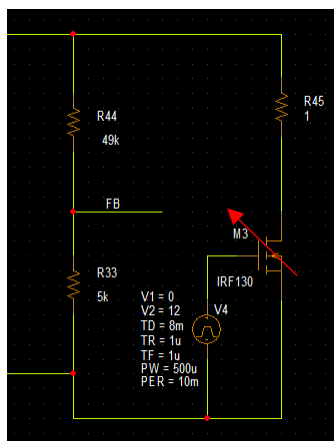 R44
49k
R45
1
FB
M3
IRF130
R33
5k
V4
V1 = 0
V2 = 12
TD = 8m
TR = 1u
TF = 1u
PW = 500u
PER = 10m